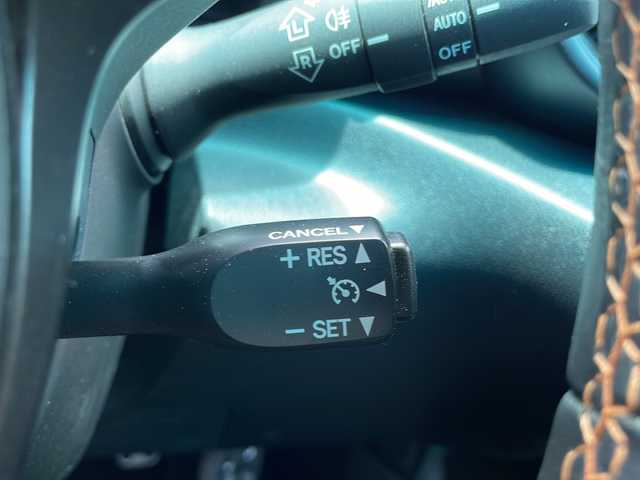 L
R
OFF
AUTO
OFF
CANCEL▼
+ RES ▲
− SET ▼